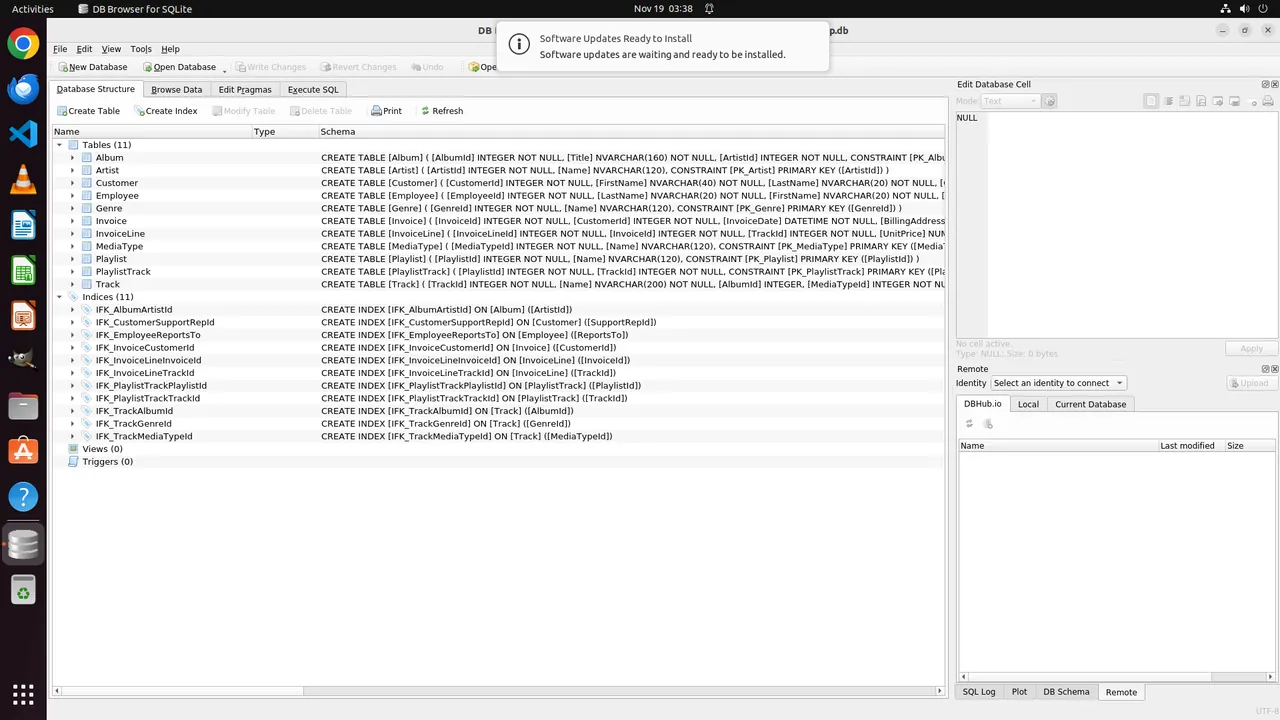 Activities
DB Browser for SQLite
Nov 19 03:38
DB
p.db
Software Updates Ready to Install
Software updates are waiting and ready to be installed.
File Edit View Tools Help
New Database Open Database Write Changes Revert Changes Undo
Database Structure Browse Data Edit Pragmas Execute SQL
Create Table Create Index Modify Table Delete Table Print Refresh
Name Type Schema
Tables (11)
Album CREATE TABLE [Album] ( [AlbumId] INTEGER NOT NULL, [Title] NVARCHAR(160) NOT NULL, [ArtistId] INTEGER NOT NULL, CONSTRAINT [PK_Albu
Artist CREATE TABLE [Artist] ( [ArtistId] INTEGER NOT NULL, [Name] NVARCHAR(120), CONSTRAINT [PK_Artist] PRIMARY KEY ([ArtistId]) )
Customer CREATE TABLE [Customer] ( [CustomerId] INTEGER NOT NULL, [FirstName] NVARCHAR(40) NOT NULL, [LastName] NVARCHAR(20) NOT NULL, [
Employee CREATE TABLE [Employee] ( [EmployeeId] INTEGER NOT NULL, [LastName] NVARCHAR(20) NOT NULL, [FirstName] NVARCHAR(20) NOT NULL, [
Genre CREATE TABLE [Genre] ( [GenreId] INTEGER NOT NULL, [Name] NVARCHAR(120), CONSTRAINT [PK_Genre] PRIMARY KEY ([GenreId]) )
Invoice CREATE TABLE [Invoice] ( [InvoiceId] INTEGER NOT NULL, [CustomerId] INTEGER NOT NULL, [InvoiceDate] DATETIME NOT NULL, [BillingAddress
InvoiceLine CREATE TABLE [InvoiceLine] ( [InvoiceLineId] INTEGER NOT NULL, [InvoiceId] INTEGER NOT NULL, [TrackId] INTEGER NOT NULL, [UnitPrice] NUM
MediaType CREATE TABLE [MediaType] ( [MediaTypeId] INTEGER NOT NULL, [Name] NVARCHAR(120), CONSTRAINT [PK_MediaType] PRIMARY KEY ([MediaT
Playlist CREATE TABLE [Playlist] ( [PlaylistId] INTEGER NOT NULL, [Name] NVARCHAR(120), CONSTRAINT [PK_Playlist] PRIMARY KEY ([PlaylistId]) )
PlaylistTrack CREATE TABLE [PlaylistTrack] ( [PlaylistId] INTEGER NOT NULL, [TrackId] INTEGER NOT NULL, CONSTRAINT [PK_PlaylistTrack] PRIMARY KEY ([Pla
Track CREATE TABLE [Track] ( [TrackId] INTEGER NOT NULL, [Name] NVARCHAR(200) NOT NULL, [AlbumId] INTEGER, [MediaTypeId] INTEGER NOT N
Indices (11)
IFK_AlbumArtistId CREATE INDEX [IFK_AlbumArtistId] ON [Album] ([ArtistId])
IFK_CustomerSupportRepId CREATE INDEX [IFK_CustomerSupportRepId] ON [Customer] ([SupportRepId])
IFK_EmployeeReportsTo CREATE INDEX [IFK_EmployeeReportsTo] ON [Employee] ([ReportsTo])
IFK_InvoiceCustomerId CREATE INDEX [IFK_InvoiceCustomerId] ON [Invoice] ([CustomerId])
IFK_InvoiceLineInvoiceId CREATE INDEX [IFK_InvoiceLineInvoiceId] ON [InvoiceLine] ([InvoiceId])
IFK_InvoiceLineTrackId CREATE INDEX [IFK_InvoiceLineTrackId] ON [InvoiceLine] ([TrackId])
IFK_PlaylistTrackPlaylistId CREATE INDEX [IFK_PlaylistTrackPlaylistId] ON [PlaylistTrack] ([PlaylistId])
IFK_PlaylistTrackTrackId CREATE INDEX [IFK_PlaylistTrackTrackId] ON [PlaylistTrack] ([TrackId])
IFK_TrackAlbumId CREATE INDEX [IFK_TrackAlbumId] ON [Track] ([AlbumId])
IFK_TrackGenreId CREATE INDEX [IFK_TrackGenreId] ON [Track] ([GenreId])
IFK_TrackMediaTypeId CREATE INDEX [IFK_TrackMediaTypeId] ON [Track] ([MediaTypeId])
Views (0)
Triggers (0)
Edit Database Cell
Mode: Text
NULL
No cell active.
Type: NULL; Size: 0 bytes
Apply
Remote
Identity Select an identity to connect Upload
DBHub.io Local Current Database
Name Last modified Size
SQL Log Plot DB Schema Remote
UTF-8